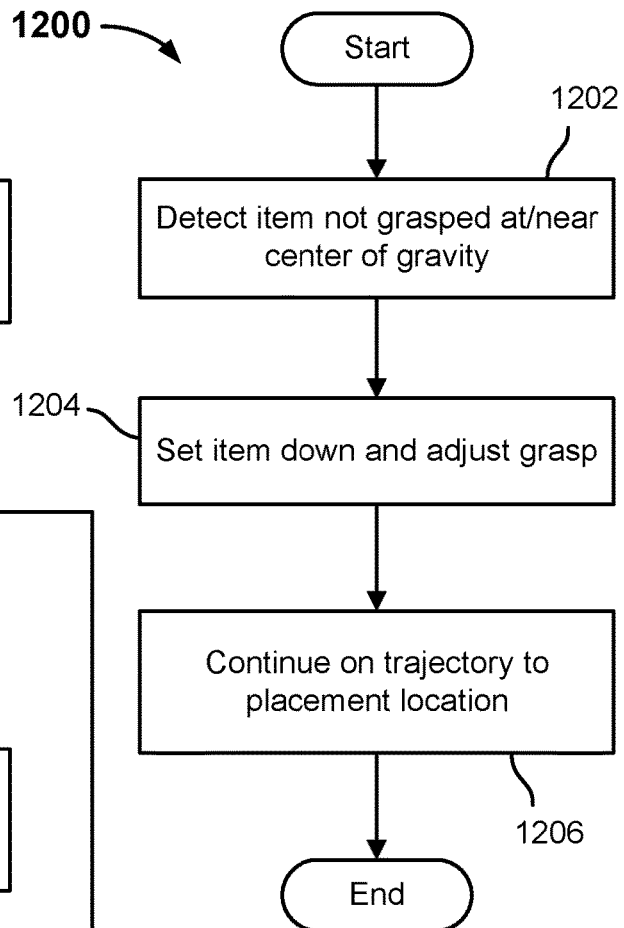 1200
Start
1202
Detect item not grasped at/near
center of gravity
1204
Set item down and adjust grasp
Continue on trajectory to
placement location
1206
End